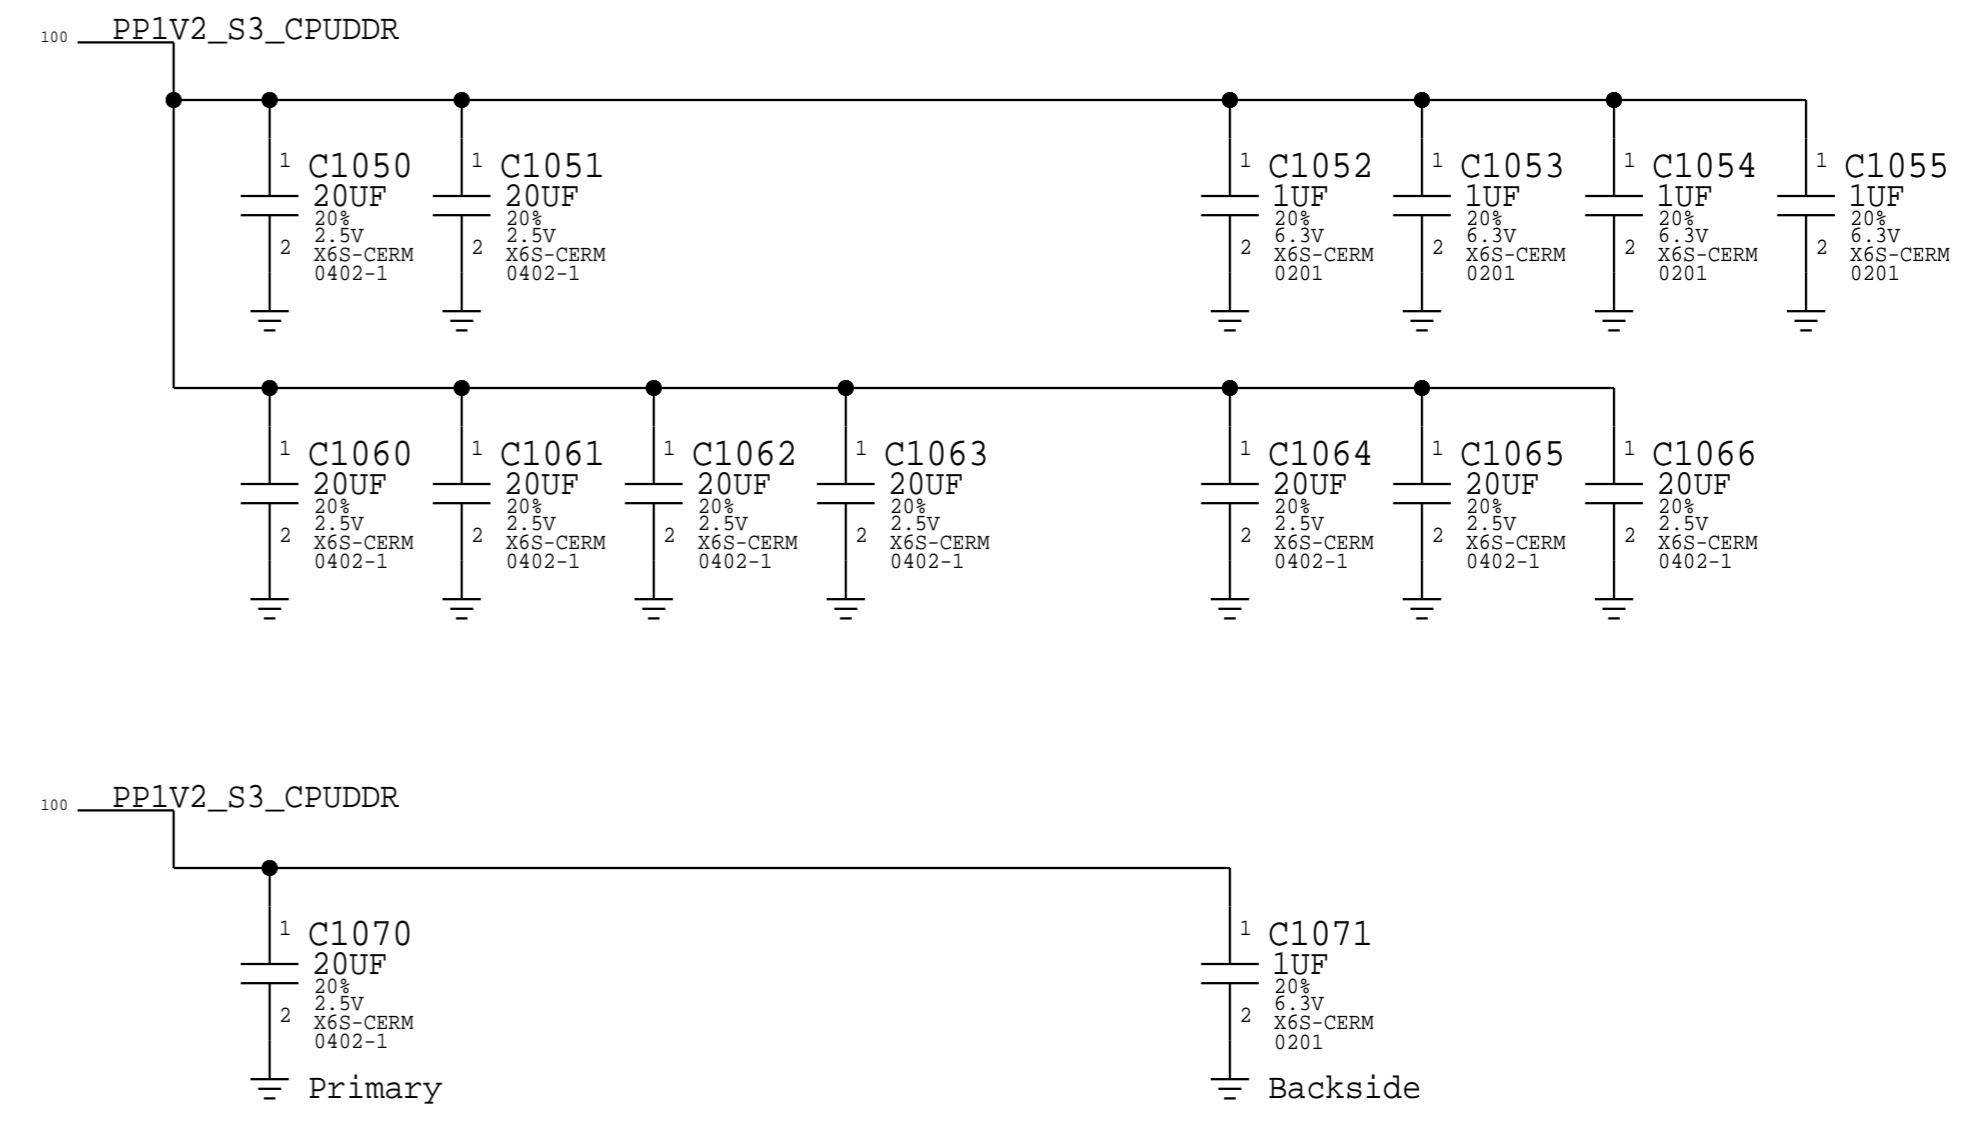 100 PP1V2_S3_CPUDDR
1 C1050
20UF
20%
2.5V
2 X6S-CERM
0402-1
1 C1051
20UF
20%
2.5V
2 X6S-CERM
0402-1
1 C1052
1UF
20%
6.3V
2 X6S-CERM
0201
1 C1053
1UF
20%
6.3V
2 X6S-CERM
0201
1 C1054
1UF
20%
6.3V
2 X6S-CERM
0201
1 C1055
1UF
20%
6.3V
2 X6S-CERM
0201
1 C1060
20UF
20%
2.5V
2 X6S-CERM
0402-1
1 C1061
20UF
20%
2.5V
2 X6S-CERM
0402-1
1 C1062
20UF
20%
2.5V
2 X6S-CERM
0402-1
1 C1063
20UF
20%
2.5V
2 X6S-CERM
0402-1
1 C1064
20UF
20%
2.5V
2 X6S-CERM
0402-1
1 C1065
20UF
20%
2.5V
2 X6S-CERM
0402-1
1 C1066
20UF
20%
2.5V
2 X6S-CERM
0402-1
100 PP1V2_S3_CPUDDR
1 C1070
20UF
20%
2.5V
2 X6S-CERM
0402-1
Primary
1 C1071
1UF
20%
6.3V
2 X6S-CERM
0201
Backside